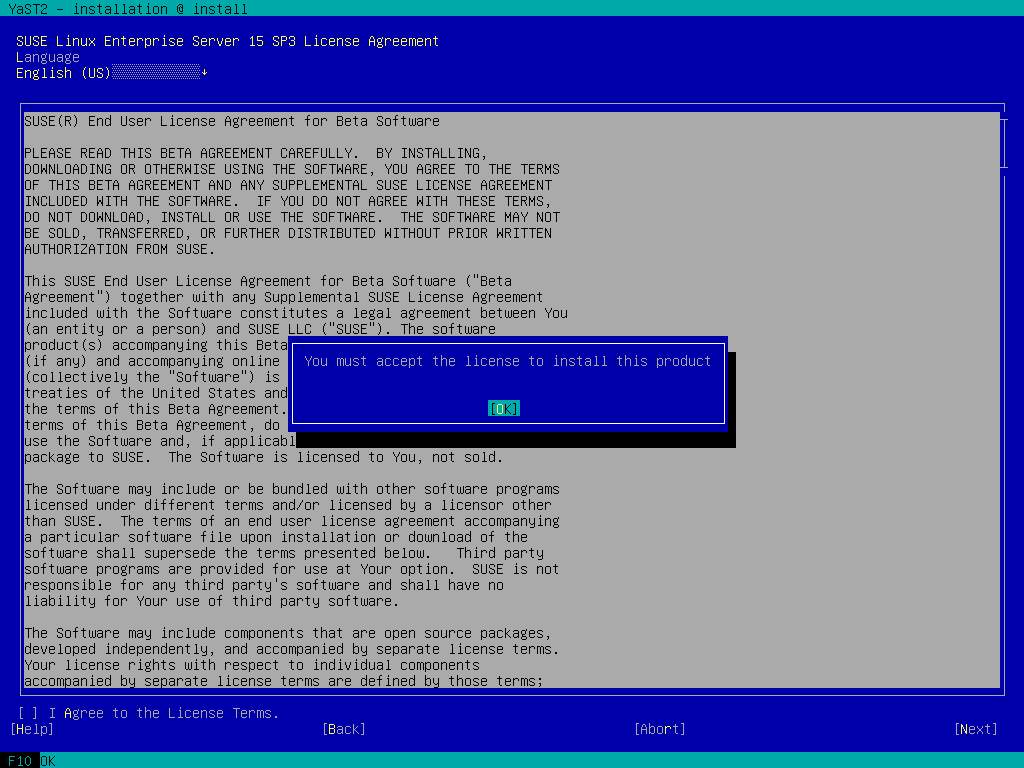 YaST2 - installation @ install
SUSE Linux Enterprise Server 15 SP3 License Agreement
Language
English (US)
SUSE(R) End User License Agreement for Beta Software
PLEASE READ THIS BETA AGREEMENT CAREFULLY.  BY INSTALLING,
DOWNLOADING OR OTHERWISE USING THE SOFTWARE, YOU AGREE TO THE TERMS
OF THIS BETA AGREEMENT AND ANY SUPPLEMENTAL SUSE LICENSE AGREEMENT
INCLUDED WITH THE SOFTWARE.  IF YOU DO NOT AGREE WITH THESE TERMS,
DO NOT DOWNLOAD, INSTALL OR USE THE SOFTWARE.  THE SOFTWARE MAY NOT
BE SOLD, TRANSFERRED, OR FURTHER DISTRIBUTED WITHOUT PRIOR WRITTEN
AUTHORIZATION FROM SUSE.
This SUSE End User License Agreement for Beta Software ("Beta
Agreement") together with any Supplemental SUSE License Agreement
included with the Software constitutes a legal agreement between You
(an entity or a person) and SUSE LLC ("SUSE"). The software
product(s) accompanying this Beta
(if any) and accompanying online
(collectively the "Software") is
treaties of the United States and
the terms of this Beta Agreement.
terms of this Beta Agreement, do
use the Software and, if applicabl
package to SUSE.  The Software is licensed to You, not sold.
You must accept the license to install this product
[OK]
The Software may include or be bundled with other software programs
licensed under different terms and/or licensed by a licensor other
than SUSE.  The terms of an end user license agreement accompanying
a particular software file upon installation or download of the
software shall supersede the terms presented below.   Third party
software programs are provided for use at Your option.  SUSE is not
responsible for any third party's software and shall have no
liability for Your use of third party software.
The Software may include components that are open source packages,
developed independently, and accompanied by separate license terms.
Your license rights with respect to individual components
accompanied by separate license terms are defined by those terms;
[ ] I Agree to the License Terms.
[Help] [Back] [Abort] [Next]
F10 OK